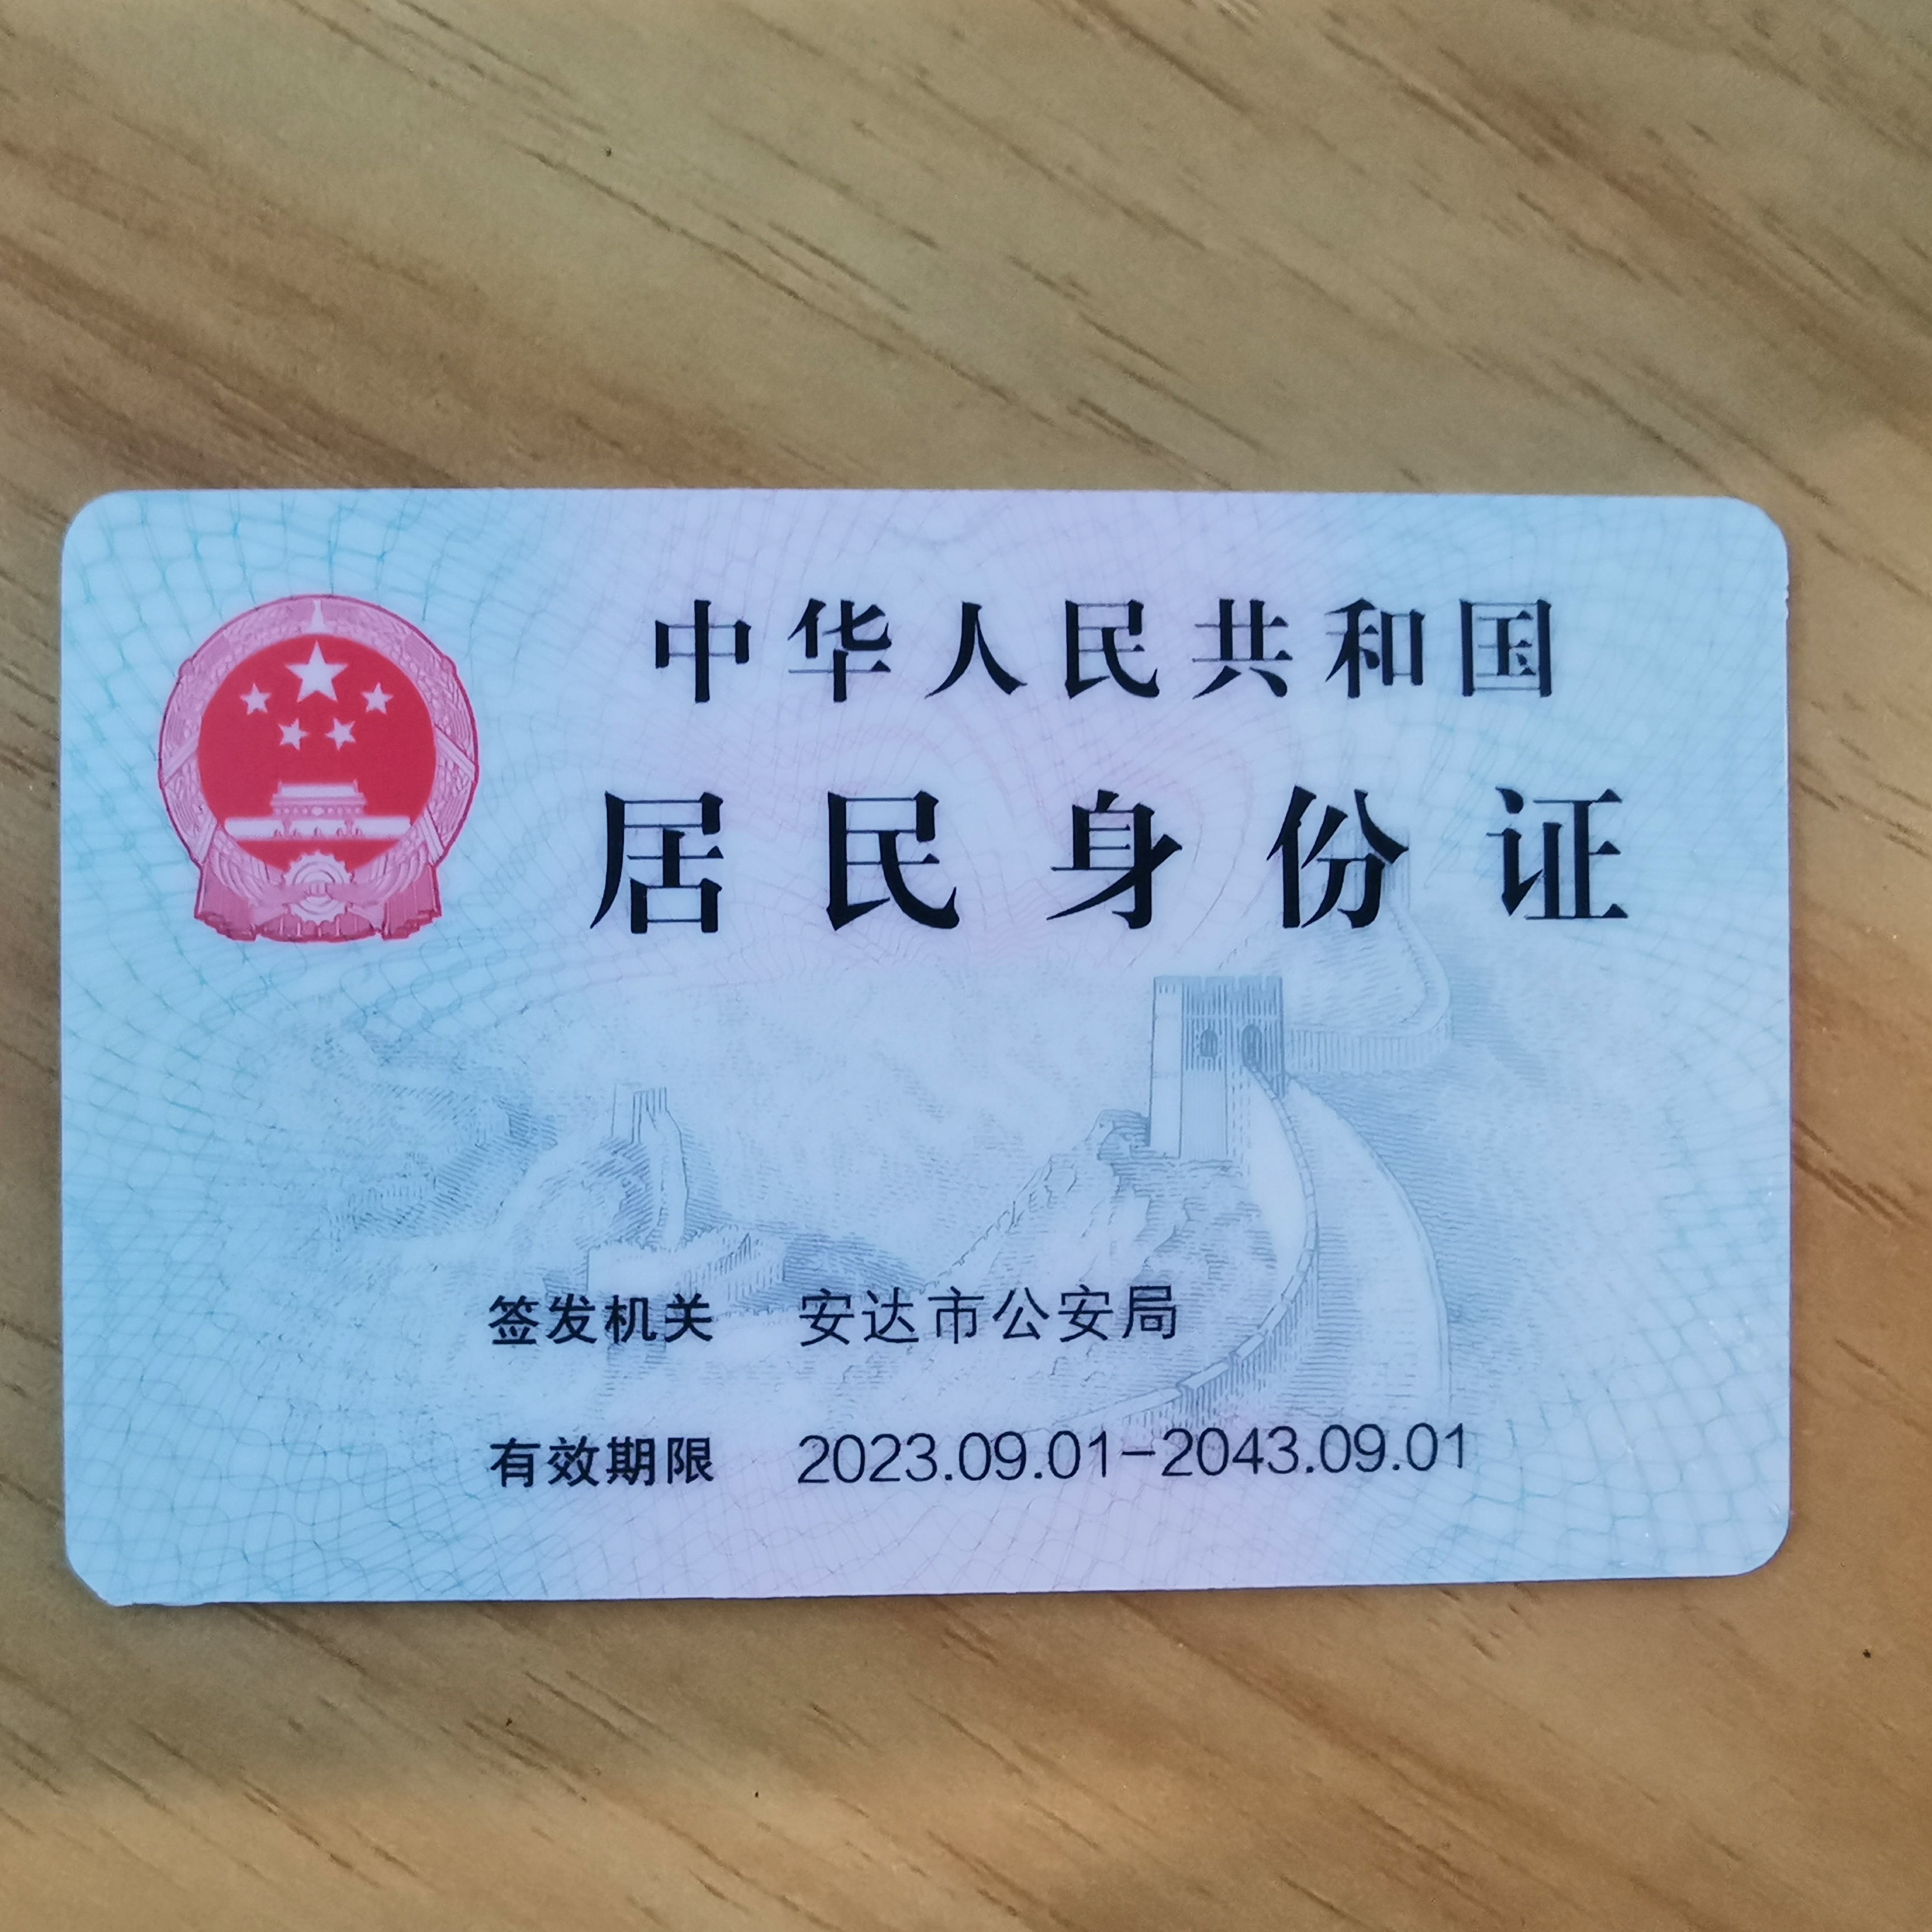 中华人民共和国
居民身份证
签发机关 安达市公安局
有效期限 2023.09.01-2043.09.01